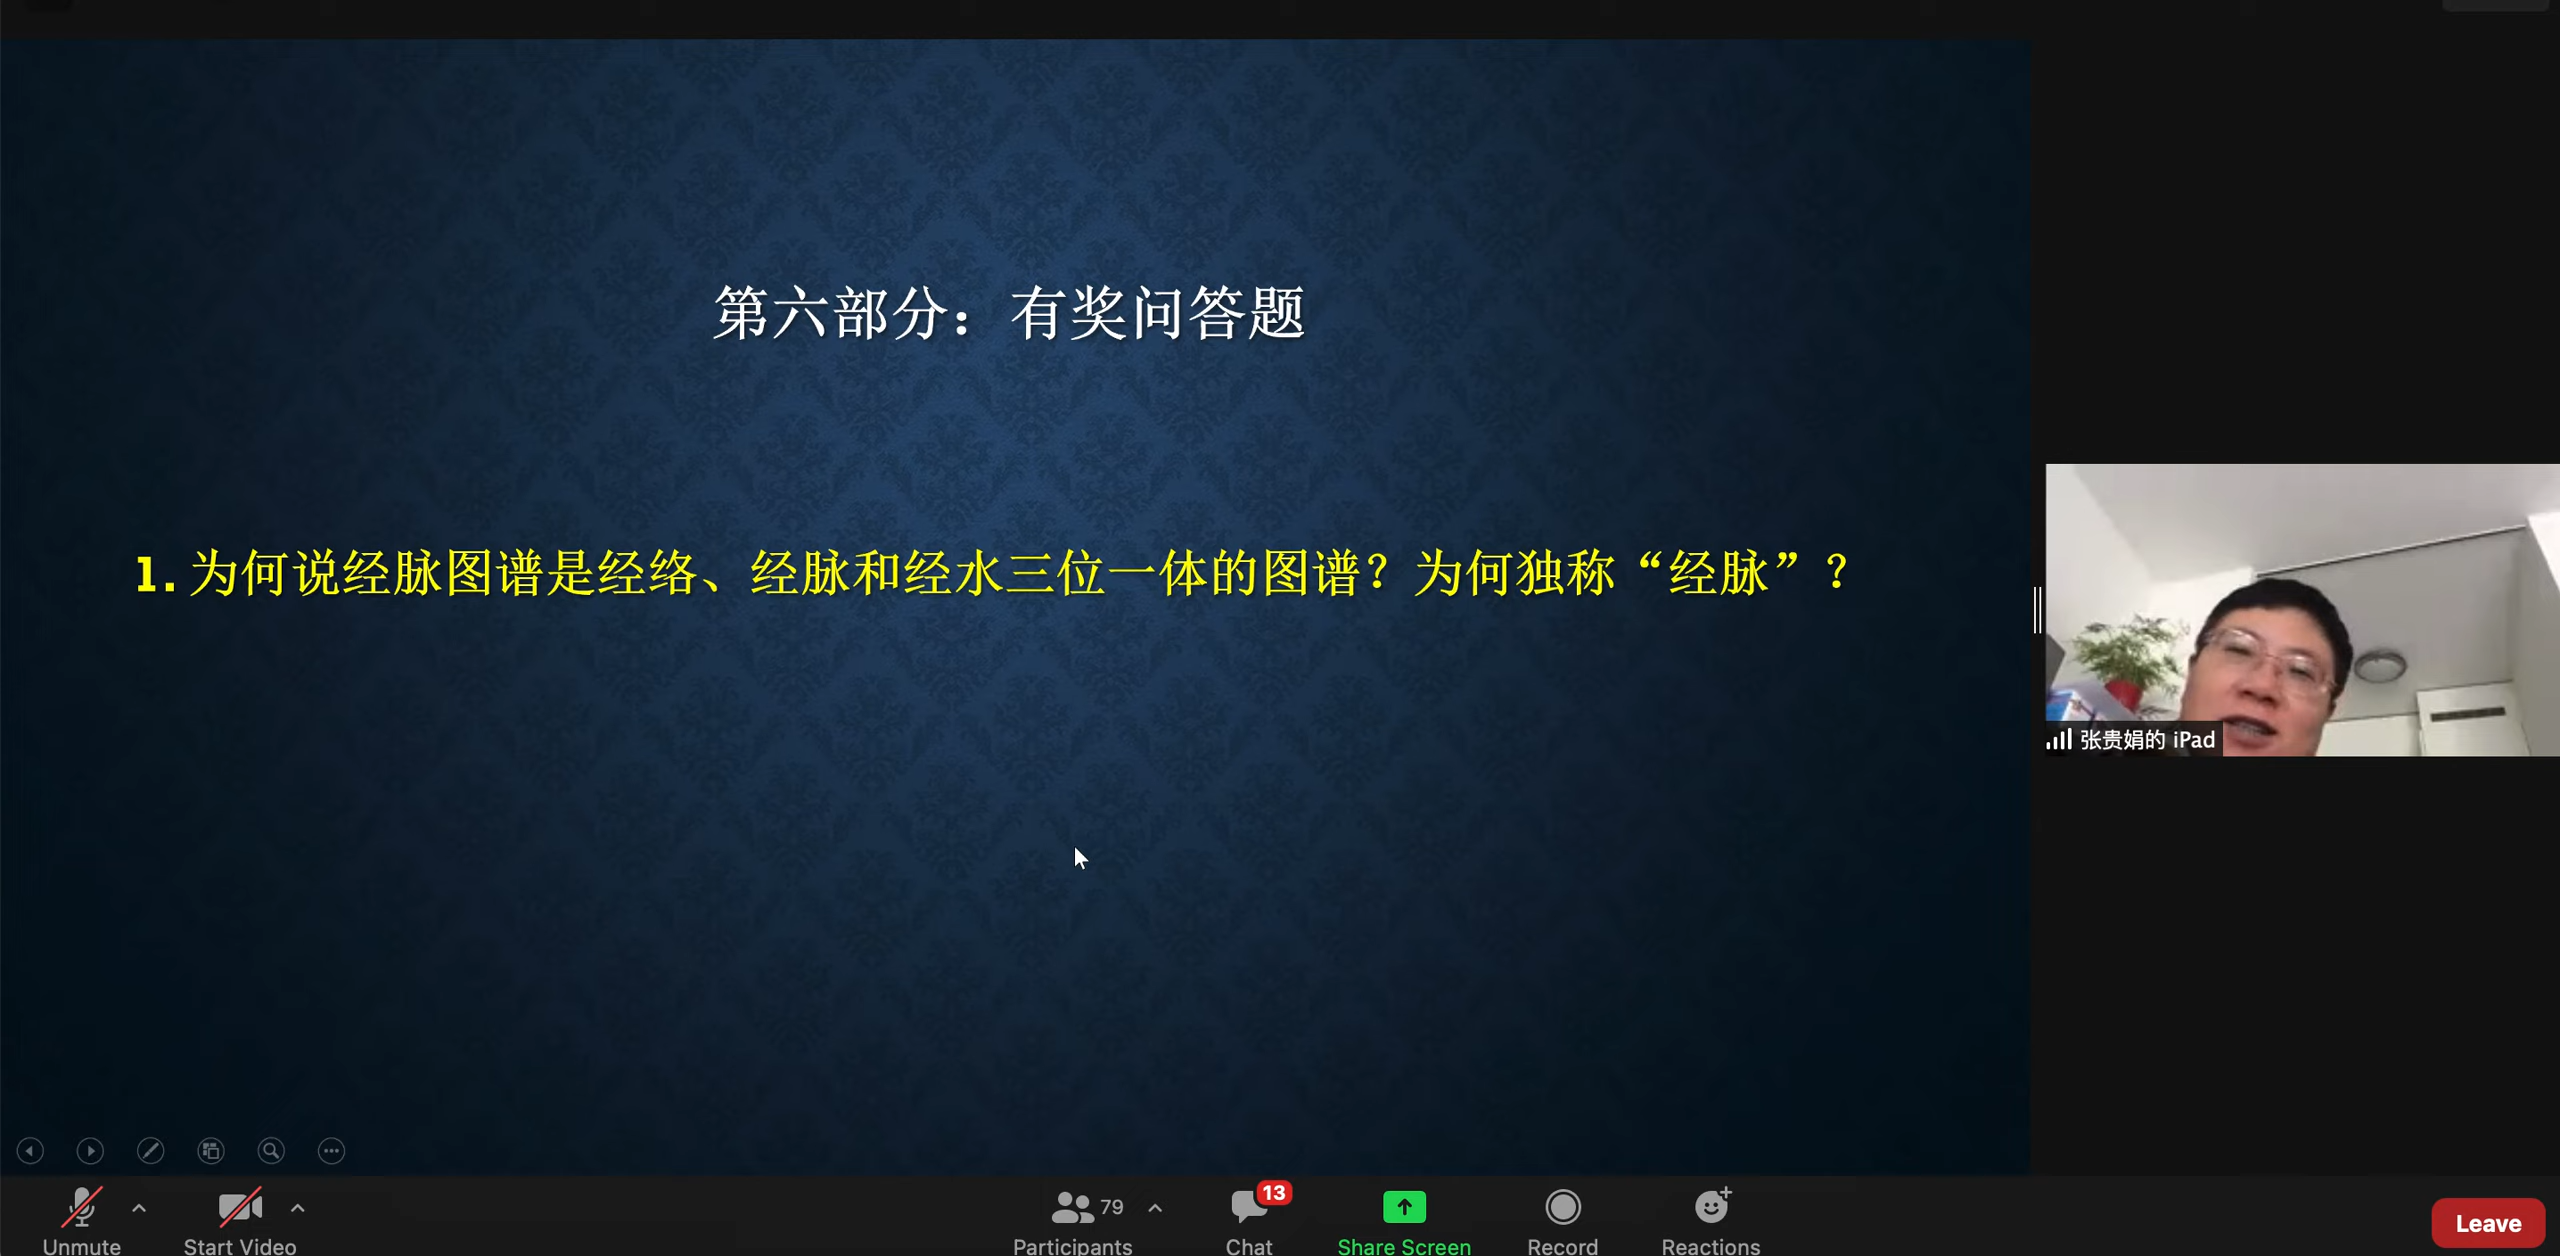 第六部分：有奖问答题
1. 为何说经脉图谱是经络、经脉和经水三位一体的图谱？为何独称“经脉”？
张贵娟的 iPad
79
13
Unmute
Start Video
Participants
Chat
Share Screen
Record
Reactions
Leave